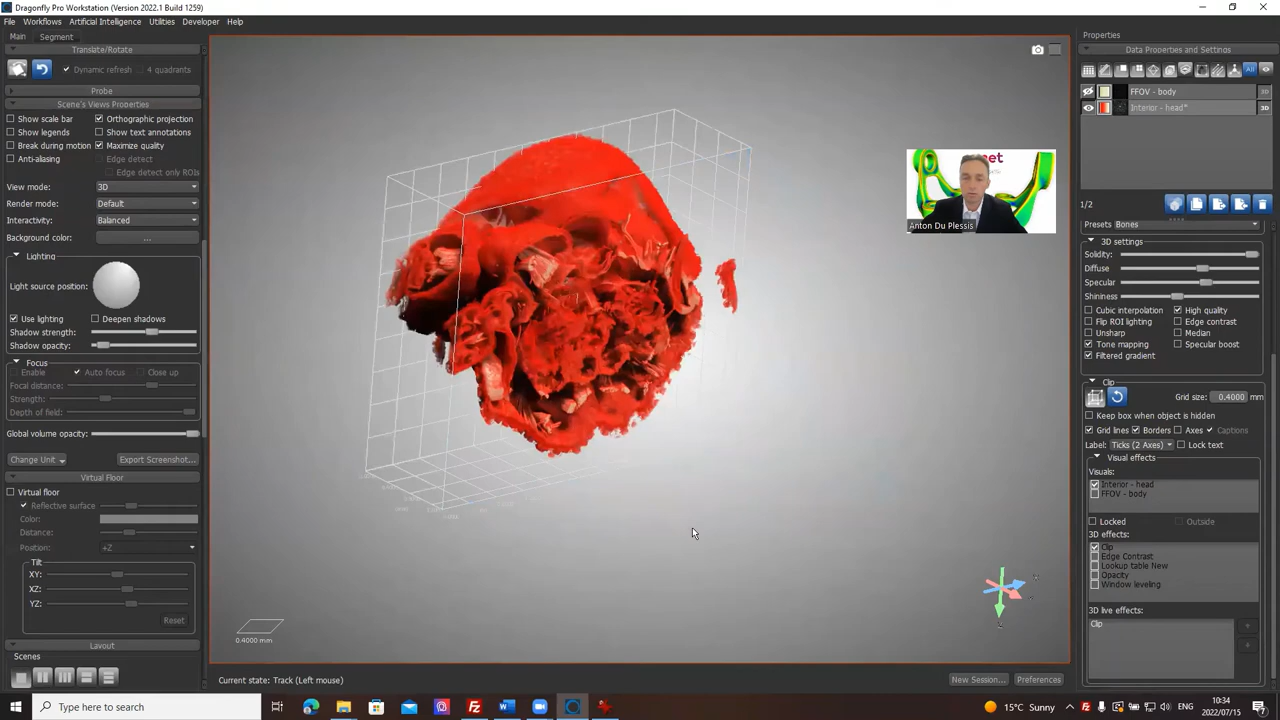 Dragonfly Pro Workstation (Version 2022.1 Build 1259)
File Workflows Artificial Intelligence Utilities Developer Help
Main Segment
Translate/Rotate
Dynamic refresh 4 quadrants
Probe
Scene's Views Properties
Show scale bar Orthographic projection
Show legends Show text annotations
Break during motion Maximize quality
Anti-aliasing Edge detect
Edge detect only ROIs
View mode: 3D
Render mode: Default
Interactivity: Balanced
Background color: ...
Lighting
Light source position:
Use lighting Deepen shadows
Shadow strength:
Shadow opacity:
Focus
Enable Auto focus Close up
Focal distance:
Strength:
Depth of field:
Global volume opacity:
Change Unit Export Screenshot...
Virtual Floor
Virtual floor
Reflective surface
Color:
Distance:
Position: +Z
Tilt
XY:
XZ:
YZ:
Reset
Layout
Scenes
0.4000 mm
Anton Du Plessis
Current state: Track (Left mouse)
New Session... Preferences
Properties
Data Properties and Settings
All
FFOV - body 3D
Interior - head* 3D
1/2
Presets Bones
3D settings
Solidity:
Diffuse
Specular
Shininess
Cubic interpolation High quality
Flip ROI lighting Edge contrast
Unsharp Median
Tone mapping Specular boost
Filtered gradient
Clip
Grid size: 0.4000 mm
Keep box when object is hidden
Grid lines Borders Axes Captions
Label: Ticks (2 Axes) Lock text
Visual effects
Visuals:
Interior - head
FFOV - body
Locked Outside
3D effects:
Clip
Edge Contrast
Lookup table New
Opacity
Window leveling
3D live effects:
Clip
Type here to search
15°C Sunny
ENG
10:34
2022/07/15